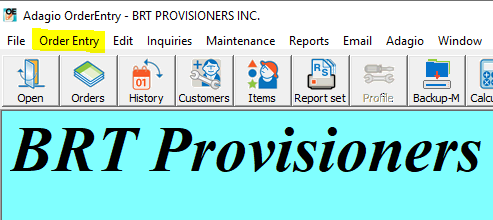 Adagio OrderEntry - BRT PROVISIONERS INC.
File Order Entry Edit Inquiries Maintenance Reports Email Adagio Window
Open Orders History Customers Items Report set Profile Backup-M
BRT Provisioners